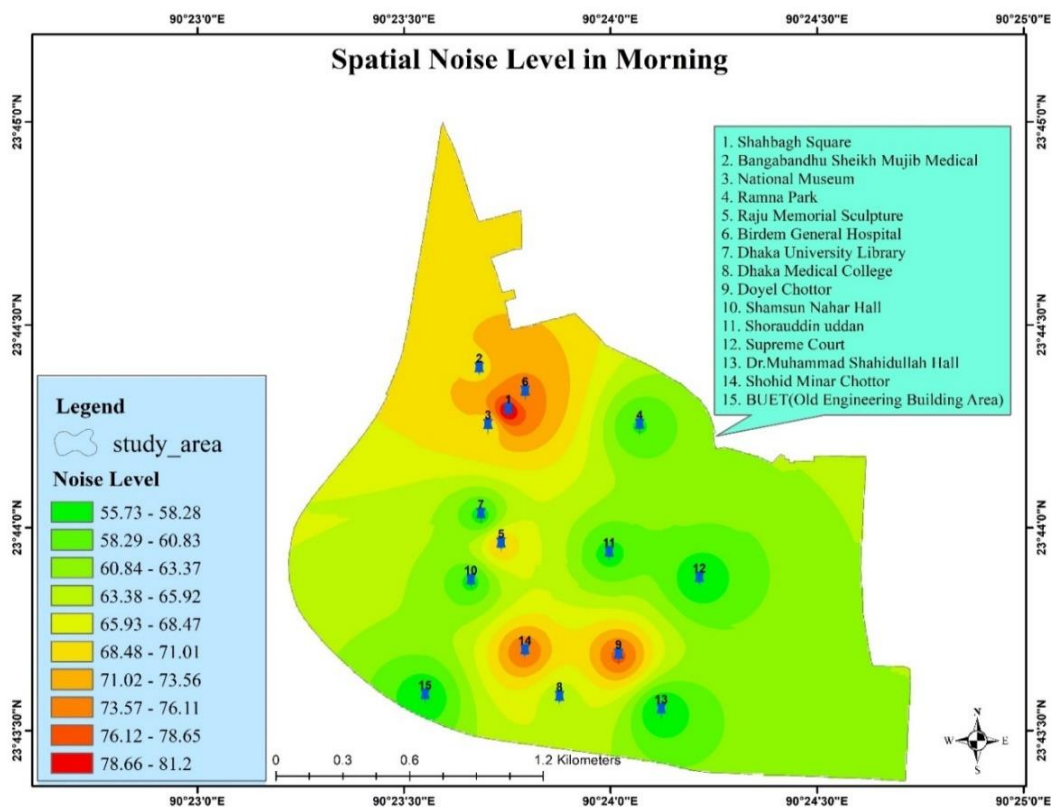 90°23'0"E 90°23'30"E 90°24'0"E 90°24'30"E 90°25'0"E
Spatial Noise Level in Morning
23°45'0"N 23°45'0"N
1. Shahbagh Square
2. Bangabandhu Sheikh Mujib Medical
3. National Museum
4. Ramna Park
5. Raju Memorial Sculpture
6. Birdem General Hospital
7. Dhaka University Library
8. Dhaka Medical College
9. Doyel Chottor
10. Shamsun Nahar Hall
11. Shorauddin uddan
12. Supreme Court
13. Dr.Muhammad Shahidullah Hall
14. Shohid Minar Chottor
15. BUET(Old Engineering Building Area)
23°44'30"N 23°44'30"N
2
6
1
3
4
Legend
study_area
Noise Level
55.73 - 58.28
58.29 - 60.83
60.84 - 63.37
63.38 - 65.92
65.93 - 68.47
68.48 - 71.01
71.02 - 73.56
73.57 - 76.11
76.12 - 78.65
78.66 - 81.2
7
23°44'0"N 23°44'0"N
5
11
10
12
14
9
15
8
13
23°43'30"N 23°43'30"N
N
W E
S
0 0.3 0.6 1.2 Kilometers
90°23'0"E 90°23'30"E 90°24'0"E 90°24'30"E 90°25'0"E